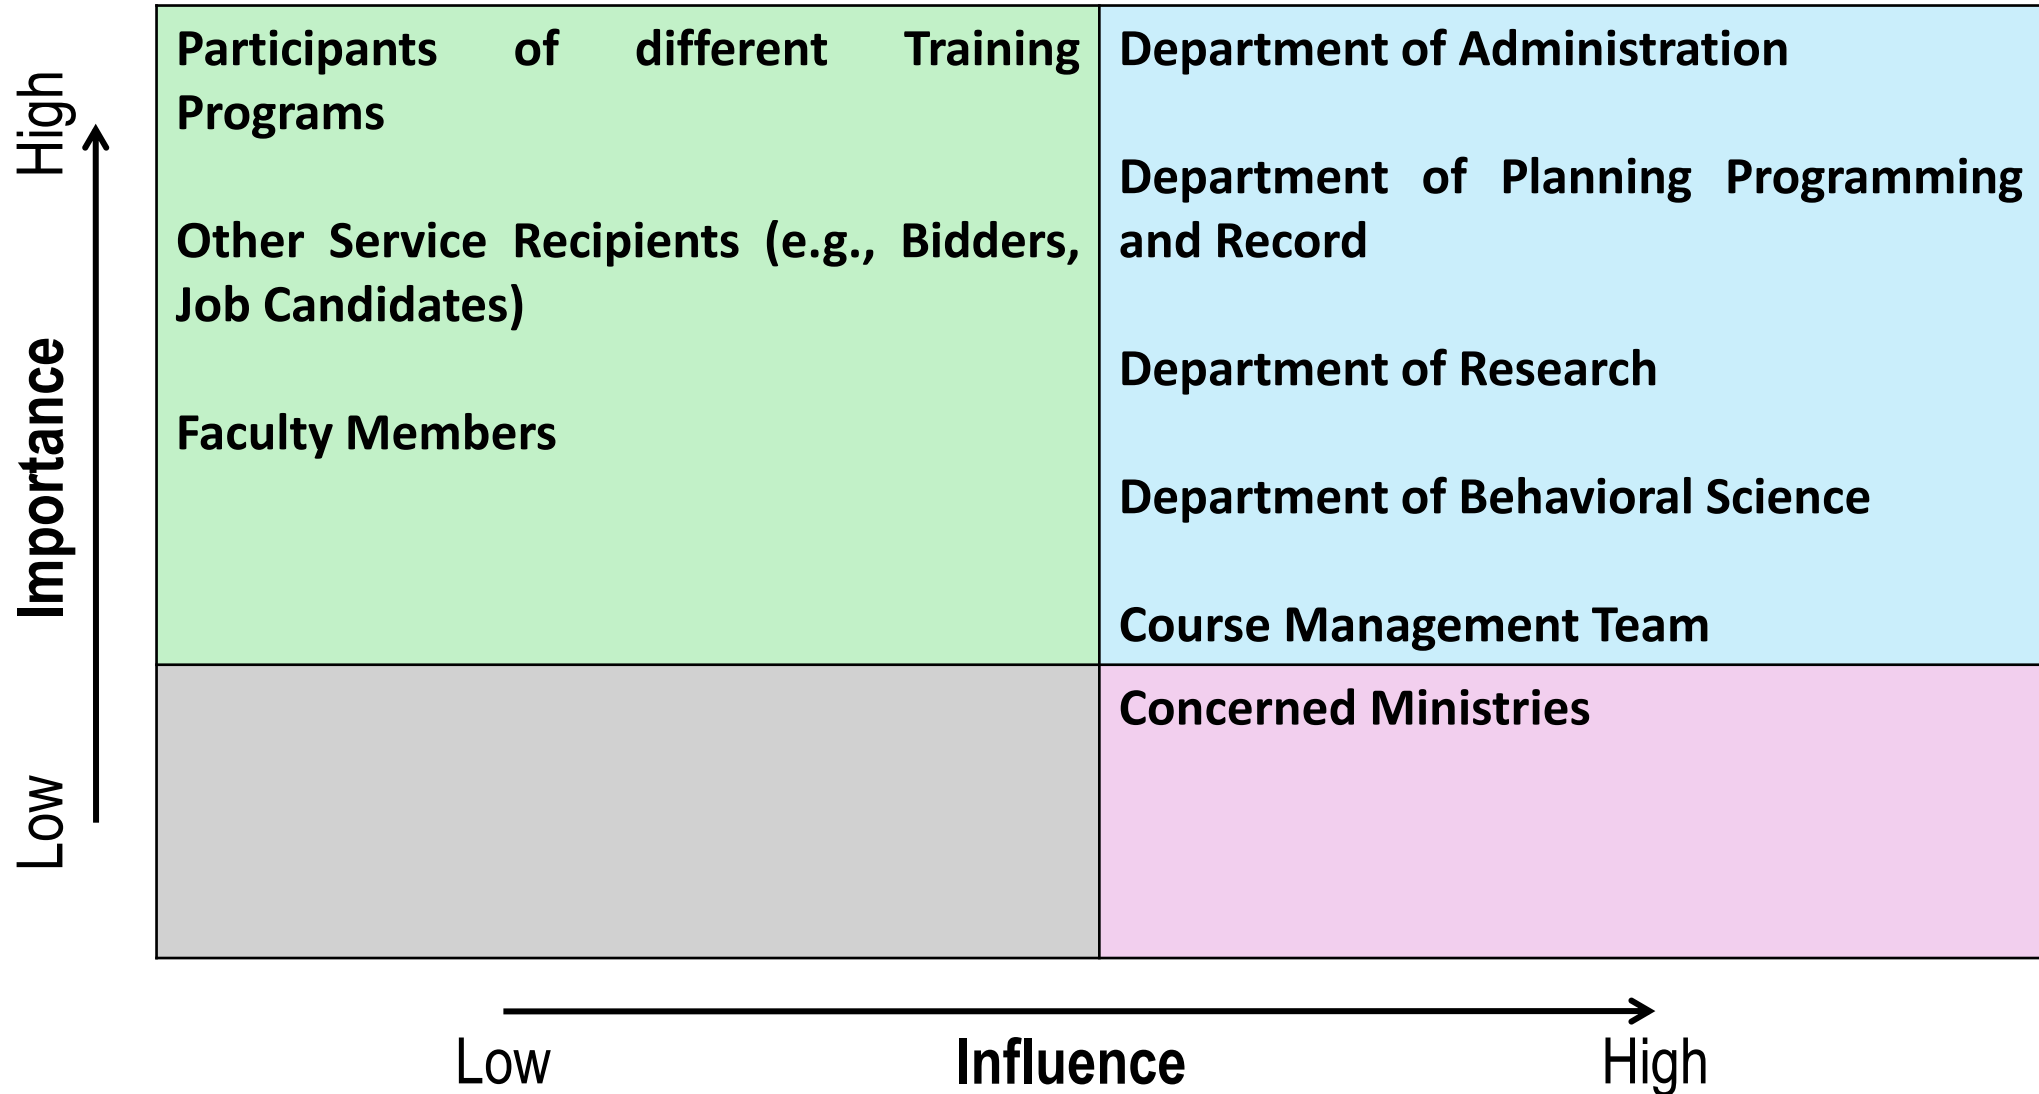 High
Importance
Low
Participants of different Training
Programs
Other Service Recipients (e.g., Bidders,
Job Candidates)
Faculty Members
Department of Administration
Department of Planning Programming
and Record
Department of Research
Department of Behavioral Science
Course Management Team
Concerned Ministries
Low
Influence
High